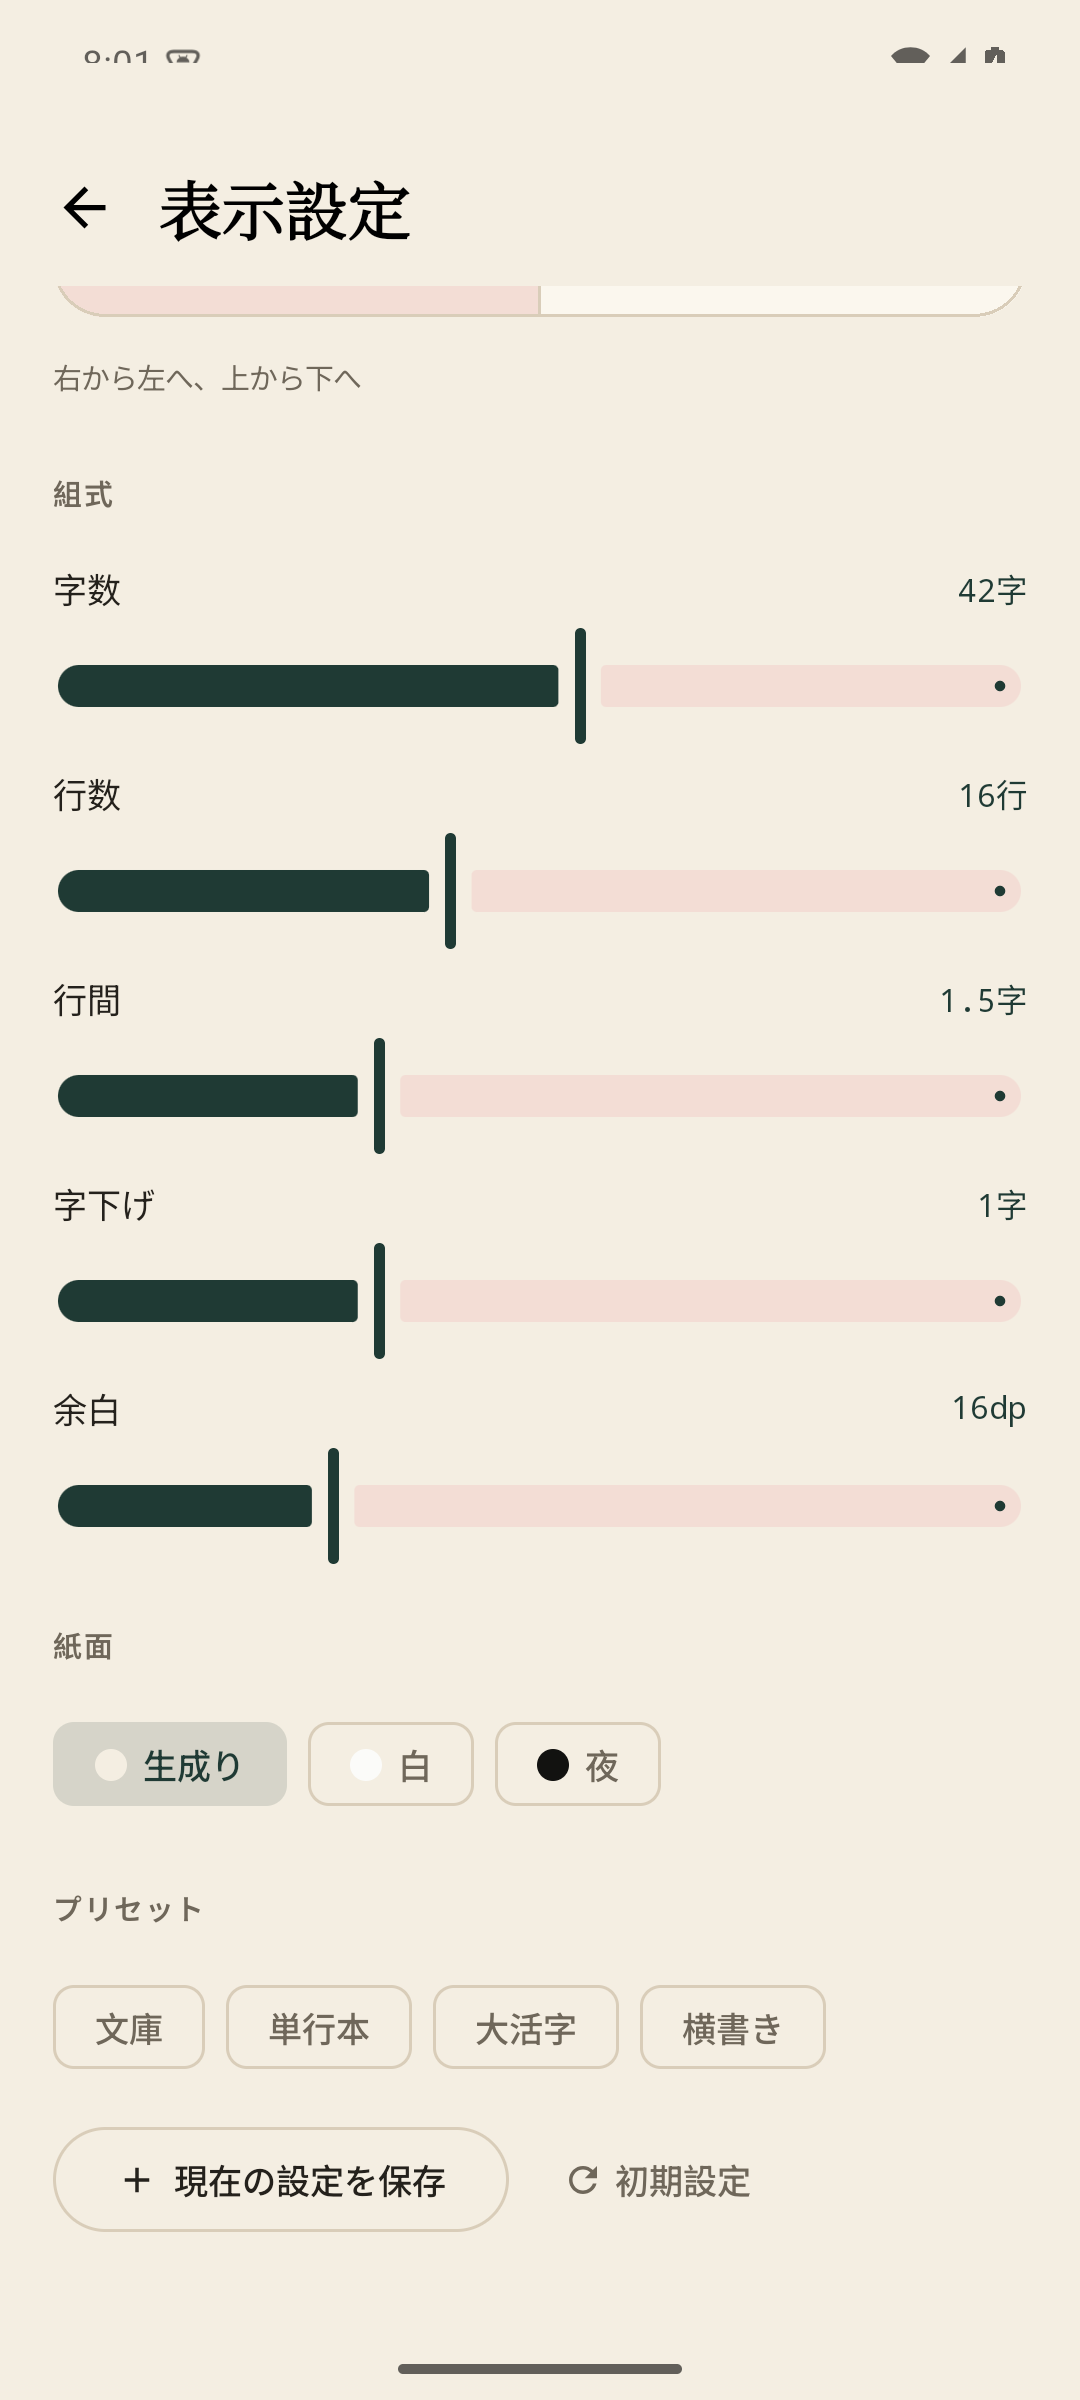 表示設定
右から左へ、上から下へ
組式
字数 42字
行数 16行
行間 1.5字
字下げ 1字
余白 16dp
紙面
生成り 白 夜
プリセット
文庫 単行本 大活字 横書き
現在の設定を保存 初期設定